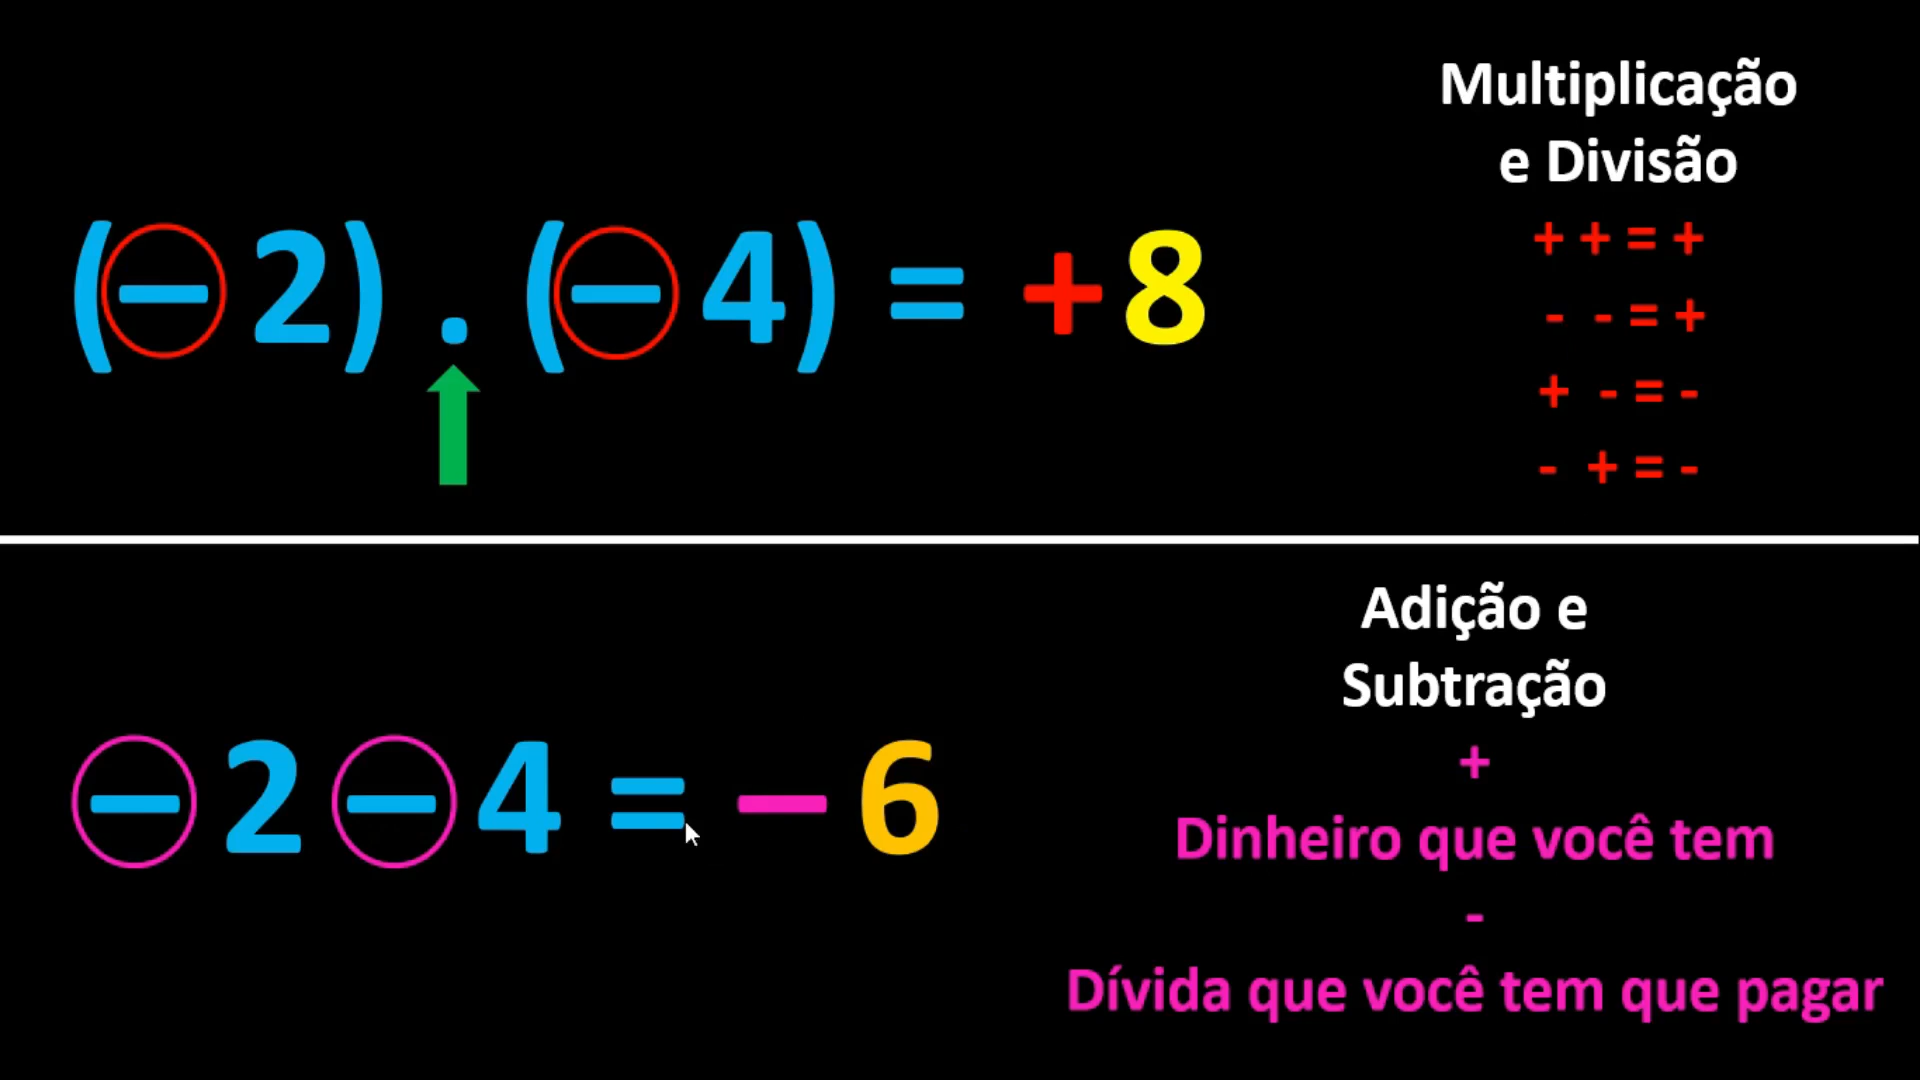 (−2) . (−4) = +8
Multiplicação
e Divisão
+ + = +
- - = +
+ - = -
- + = -
−2 −4 = −6
Adição e
Subtração
+
Dinheiro que você tem
-
Dívida que você tem que pagar